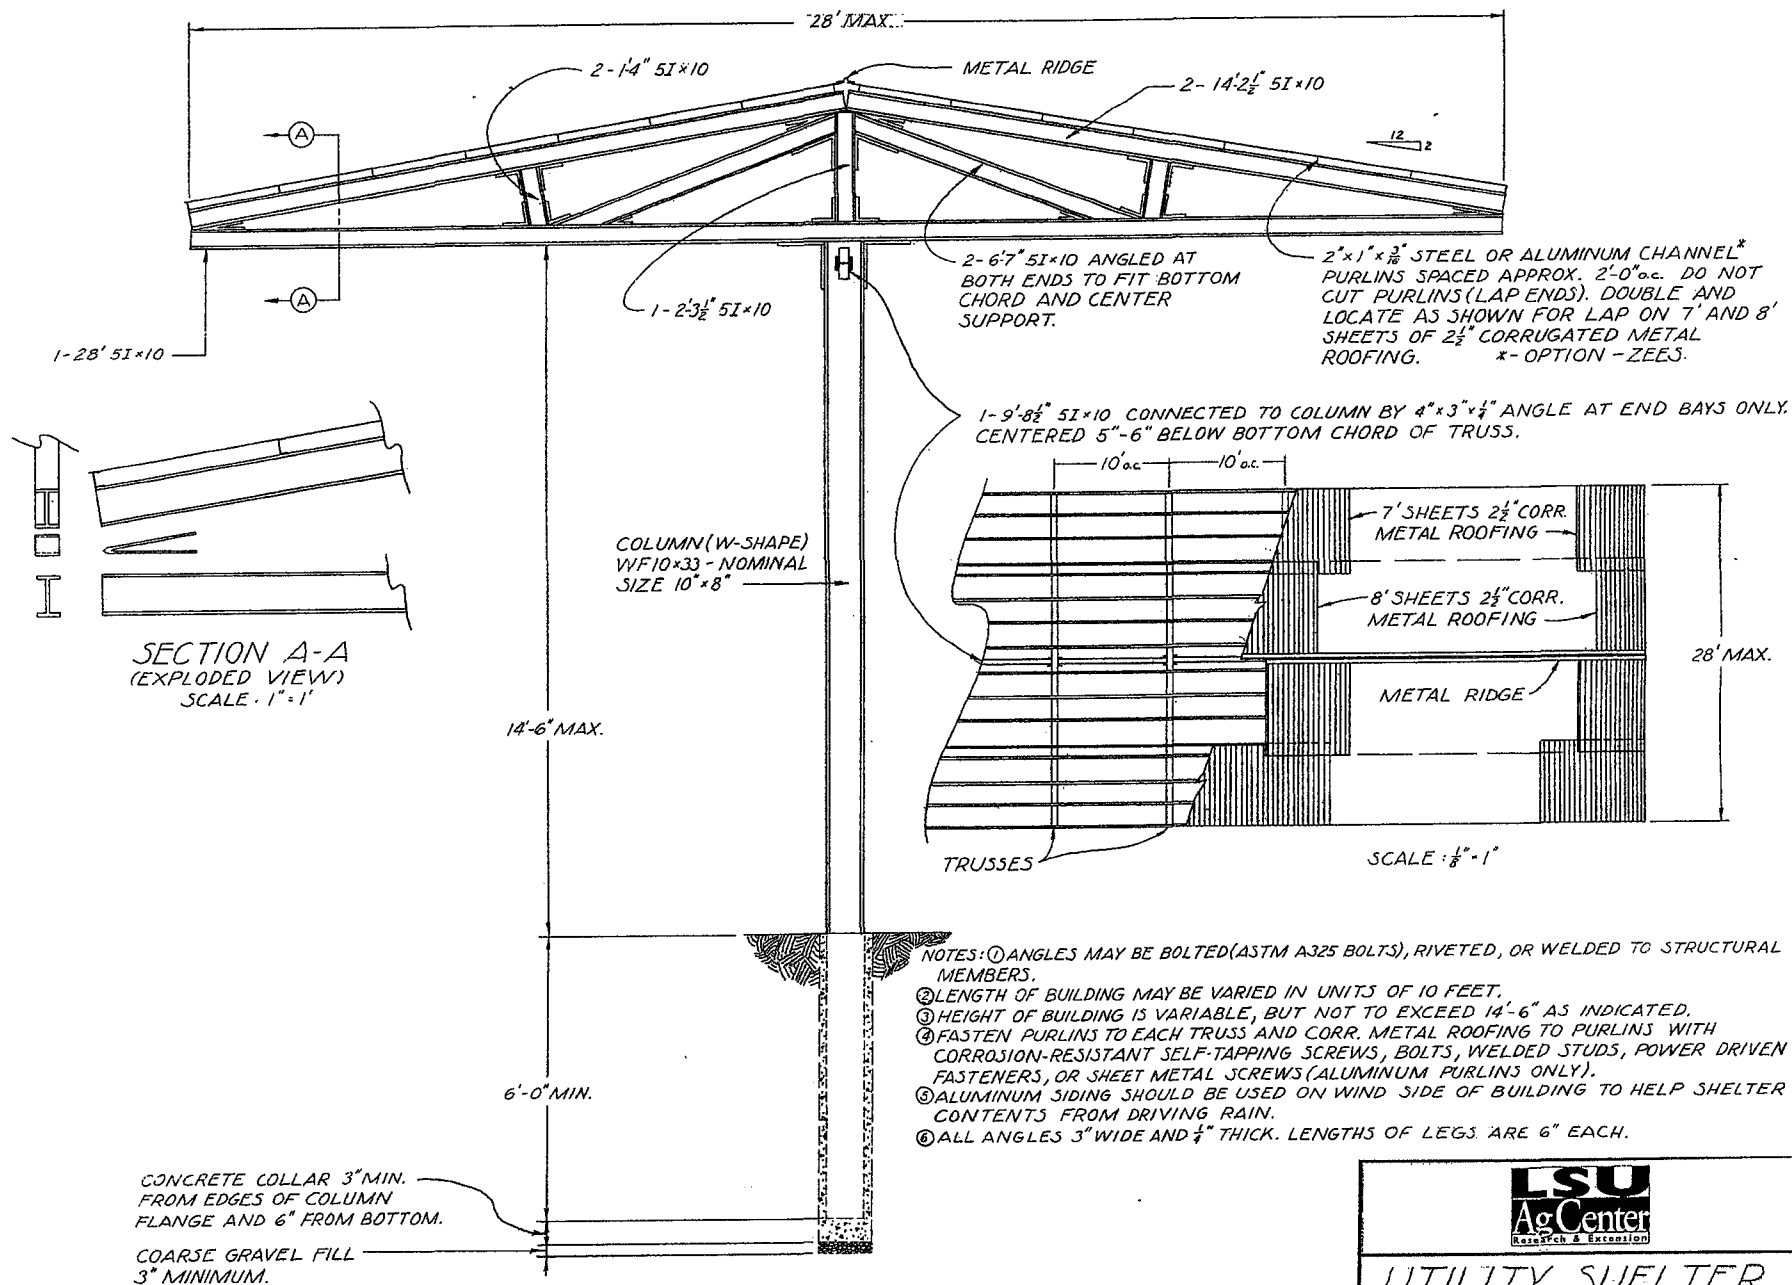 28' MAX.
2-1'-4" 5I×10
METAL RIDGE
2-14'-2½" 5I×10
A
12
2
A
1-28' 5I×10
1-2'-3½" 5I×10
2-6'-7" 5I×10 ANGLED AT
BOTH ENDS TO FIT BOTTOM
CHORD AND CENTER
SUPPORT.
2"×1"×3/16" STEEL OR ALUMINUM CHANNEL*
PURLINS SPACED APPROX. 2'-0" o.c. DO NOT
CUT PURLINS (LAP ENDS). DOUBLE AND
LOCATE AS SHOWN FOR LAP ON 7' AND 8'
SHEETS OF 2½" CORRUGATED METAL
ROOFING. *-OPTION-ZEES.
1-9'-8½" 5I×10 CONNECTED TO COLUMN BY 4"×3"×¼" ANGLE AT END BAYS ONLY.
CENTERED 5"-6" BELOW BOTTOM CHORD OF TRUSS.
SECTION A-A
(EXPLODED VIEW)
SCALE · 1"=1'
COLUMN (W-SHAPE)
WF10×33-NOMINAL
SIZE 10"×8"
14'-6" MAX.
10' o.c.
10' o.c.
7' SHEETS 2½" CORR.
METAL ROOFING
8' SHEETS 2½" CORR.
METAL ROOFING
28' MAX.
METAL RIDGE
TRUSSES
SCALE: ⅛"=1"
NOTES: ① ANGLES MAY BE BOLTED (ASTM A325 BOLTS), RIVETED, OR WELDED TO STRUCTURAL
MEMBERS.
② LENGTH OF BUILDING MAY BE VARIED IN UNITS OF 10 FEET.
③ HEIGHT OF BUILDING IS VARIABLE, BUT NOT TO EXCEED 14'-6" AS INDICATED.
④ FASTEN PURLINS TO EACH TRUSS AND CORR. METAL ROOFING TO PURLINS WITH
CORROSION-RESISTANT SELF-TAPPING SCREWS, BOLTS, WELDED STUDS, POWER DRIVEN
FASTENERS, OR SHEET METAL SCREWS (ALUMINUM PURLINS ONLY).
⑤ ALUMINUM SIDING SHOULD BE USED ON WIND SIDE OF BUILDING TO HELP SHELTER
CONTENTS FROM DRIVING RAIN.
⑥ ALL ANGLES 3" WIDE AND ¼" THICK. LENGTHS OF LEGS ARE 6" EACH.
6'-0" MIN.
CONCRETE COLLAR 3" MIN.
FROM EDGES OF COLUMN
FLANGE AND 6" FROM BOTTOM.
COARSE GRAVEL FILL
3" MINIMUM.
LSU
AgCenter
Research & Extension
UTILITY SHELTER